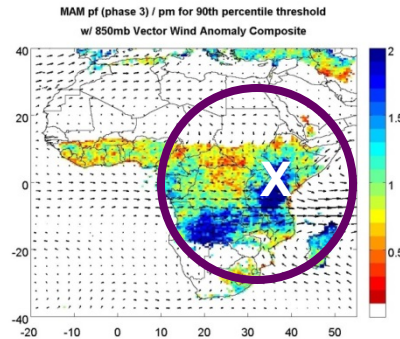 MAM pf (phase 3) / pm for 90th percentile threshold
w/ 850mb Vector Wind Anomaly Composite
40
20
0
-20
-40
-20 -10 0 10 20 30 40 50
2
1.5
1
0.5
X